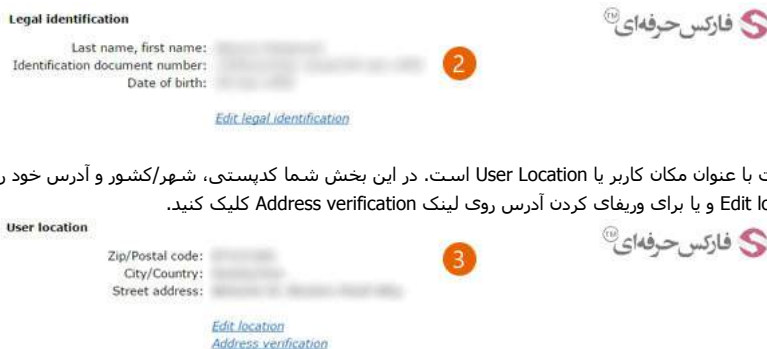 Legal identification
فارکس حرفه‌ای™
Last name, first name:
Identification document number:
2
Date of birth:
Edit legal identification
ت با عنوان مکان کاربر یا User Location است. در این بخش شما کدپستی، شهر/کشور و آدرس خود ر
Edit lo و یا برای وریفای کردن آدرس روی لینک Address verification کلیک کنید.
User location
فارکس حرفه‌ای™
Zip/Postal code:
3
City/Country:
Street address:
Edit location
Address verification